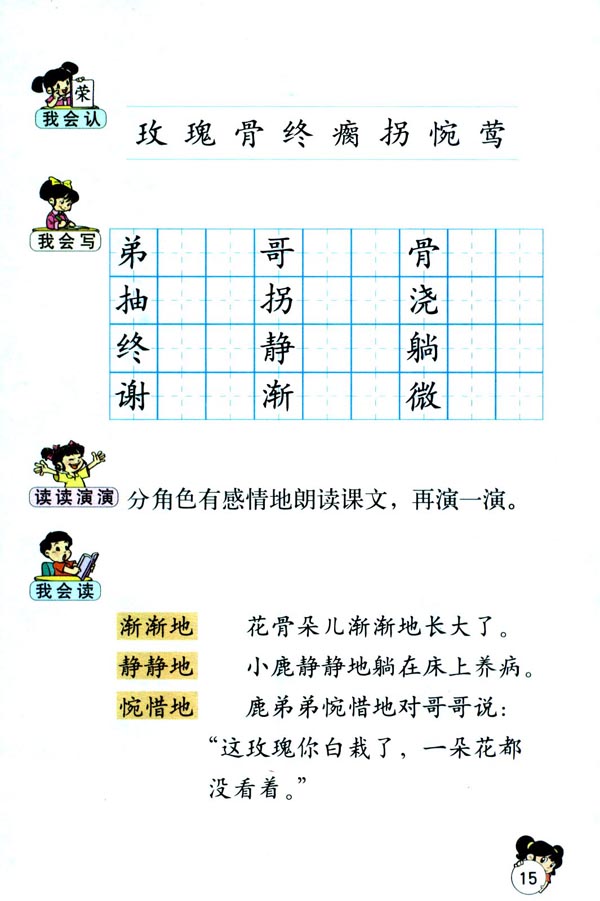 荣
我会认
玫 瑰 骨 终 瘸 拐 惋 莺
我会写
弟 哥 骨
抽 拐 浇
终 静 躺
谢 渐 微
读读演演 分角色有感情地朗读课文，再演一演。
我会读
渐渐地 花骨朵儿渐渐地长大了。
静静地 小鹿静静地躺在床上养病。
惋惜地 鹿弟弟惋惜地对哥哥说：
“这玫瑰你白栽了，一朵花都
没看着。”
15